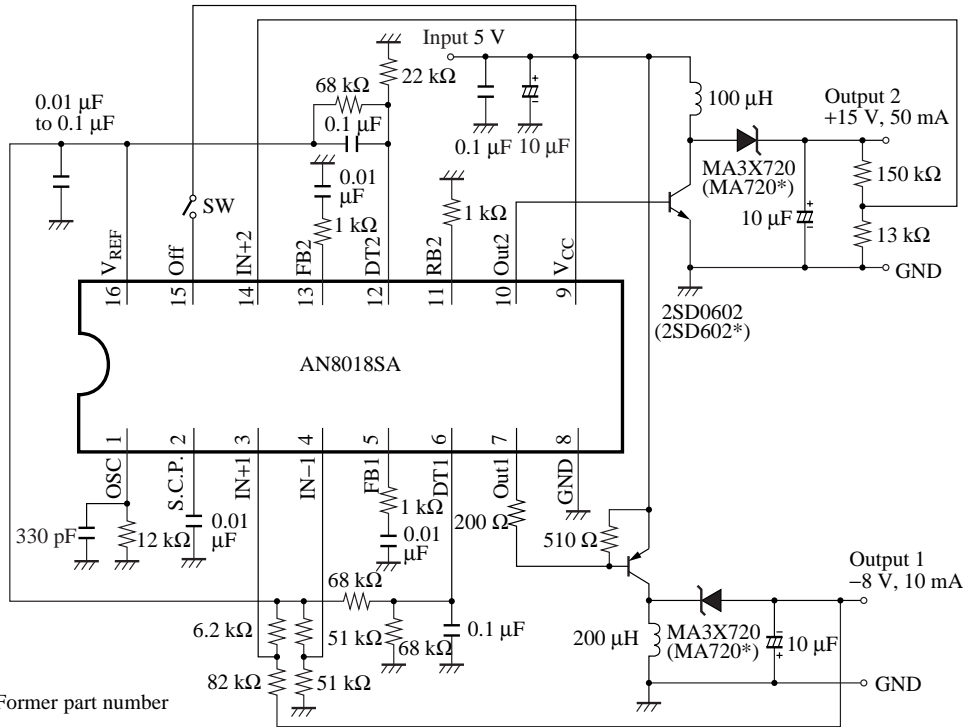 Input 5 V
22 kΩ
68 kΩ
0.01 µF
to 0.1 µF
0.1 µF
100 µH
Output 2
+15 V, 50 mA
0.1 µF
10 µF
MA3X720
(MA720*)
0.01
µF
150 kΩ
SW
1 kΩ
1 kΩ
10 µF
13 kΩ
VREF
Off
IN+2
FB2
DT2
RB2
Out2
VCC
GND
16
15
14
13
12
11
10
9
2SD0602
(2SD602*)
AN8018SA
1
2
3
4
5
6
7
8
OSC
S.C.P.
IN+1
IN−1
FB1
DT1
Out1
GND
1 kΩ
200 Ω
330 pF
12 kΩ
0.01
µF
0.01
µF
510 Ω
Output 1
−8 V, 10 mA
68 kΩ
6.2 kΩ
51 kΩ
68 kΩ
0.1 µF
200 µH
MA3X720
(MA720*)
10 µF
82 kΩ
51 kΩ
GND
Former part number